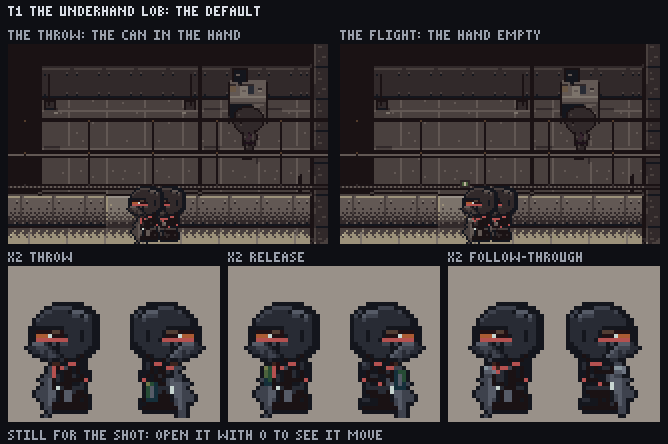 T1 THE UNDERHAND LOB: THE DEFAULT
THE THROW: THE CAN IN THE HAND
THE FLIGHT: THE HAND EMPTY
X2 THROW
X2 RELEASE
X2 FOLLOW-THROUGH
STILL FOR THE SHOT: OPEN IT WITH O TO SEE IT MOVE